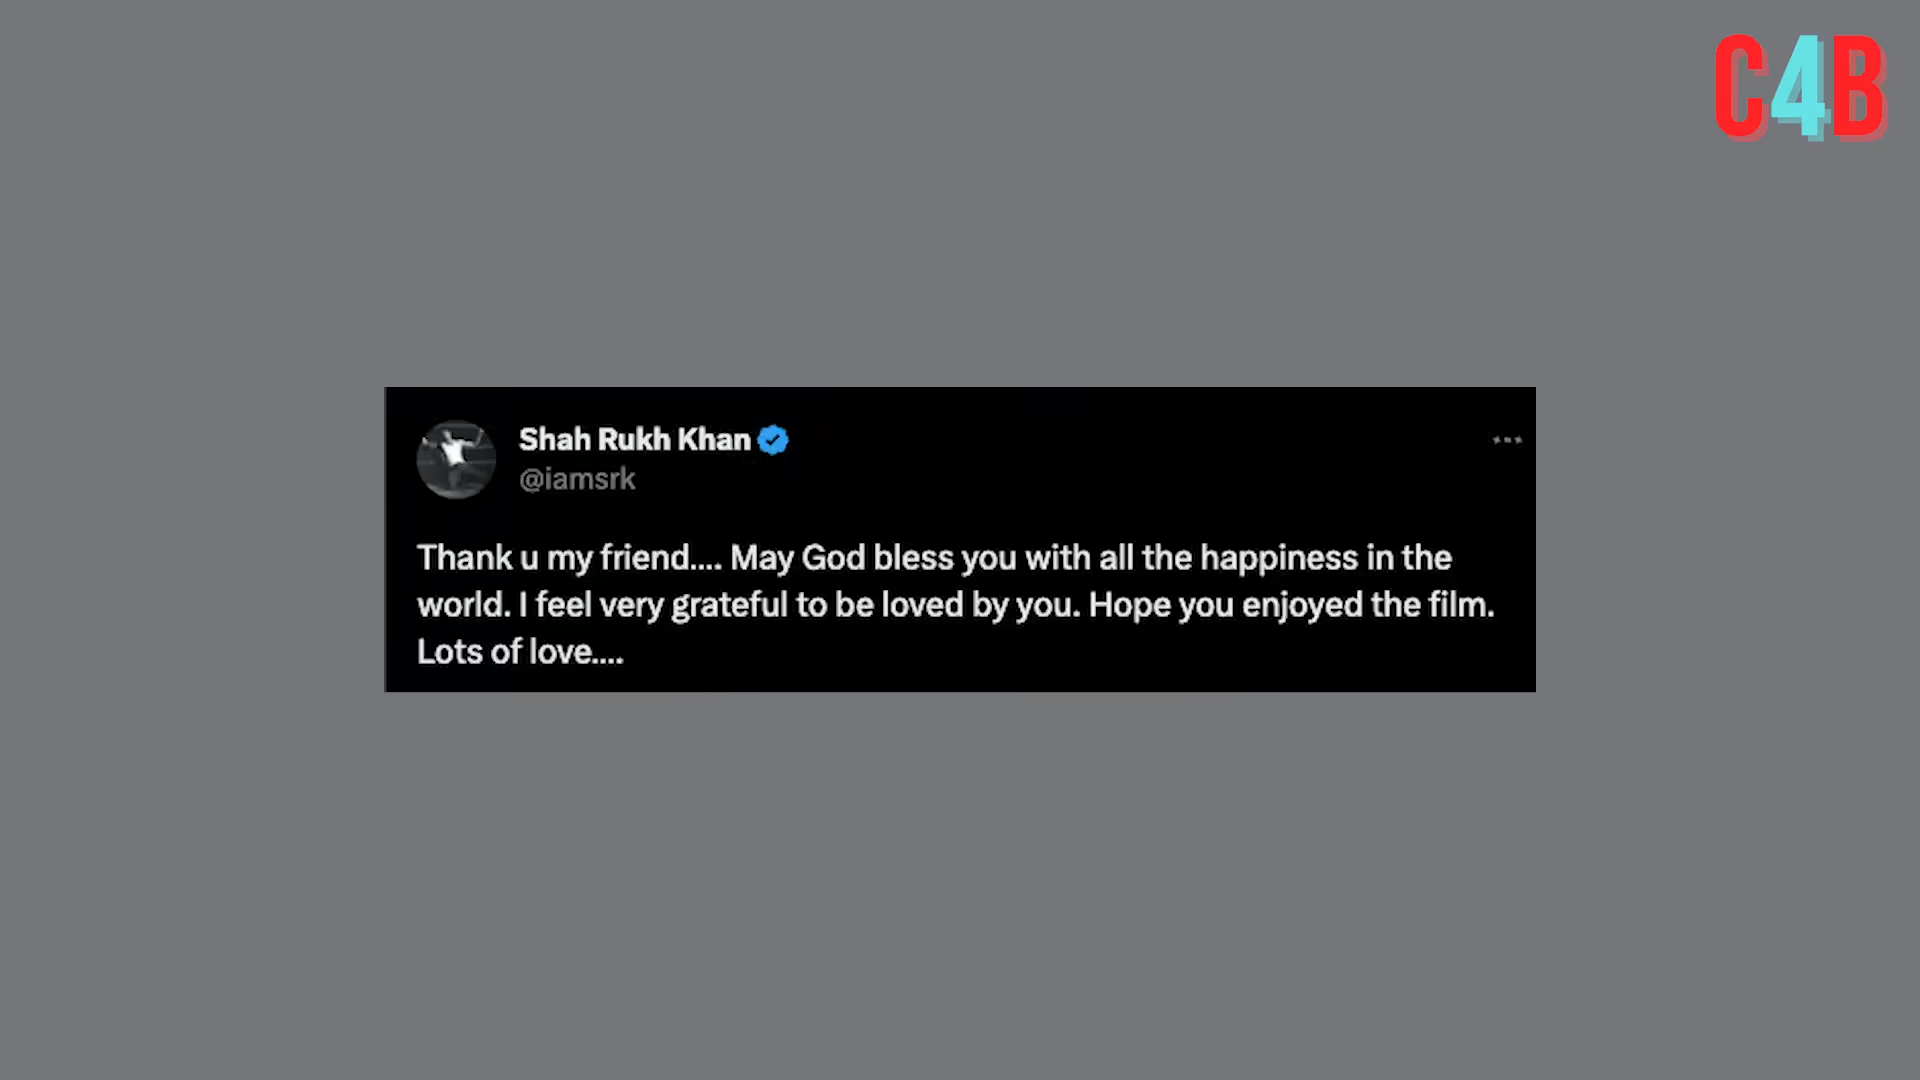 C4B
Shah Rukh Khan
@iamsrk
Thank u my friend.... May God bless you with all the happiness in the
world. I feel very grateful to be loved by you. Hope you enjoyed the film.
Lots of love....